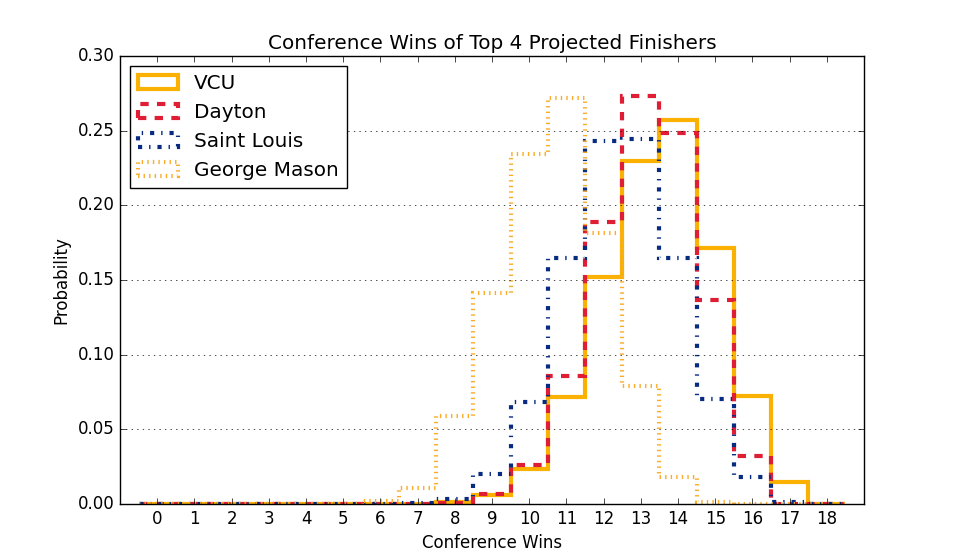 Conference Wins of Top 4 Projected Finishers
0.30
0.25
0.20
0.15
0.10
0.05
0.00
Probability
VCU
Dayton
Saint Louis
George Mason
0 1 2 3 4 5 6 7 8 9 10 11 12 13 14 15 16 17 18
Conference Wins